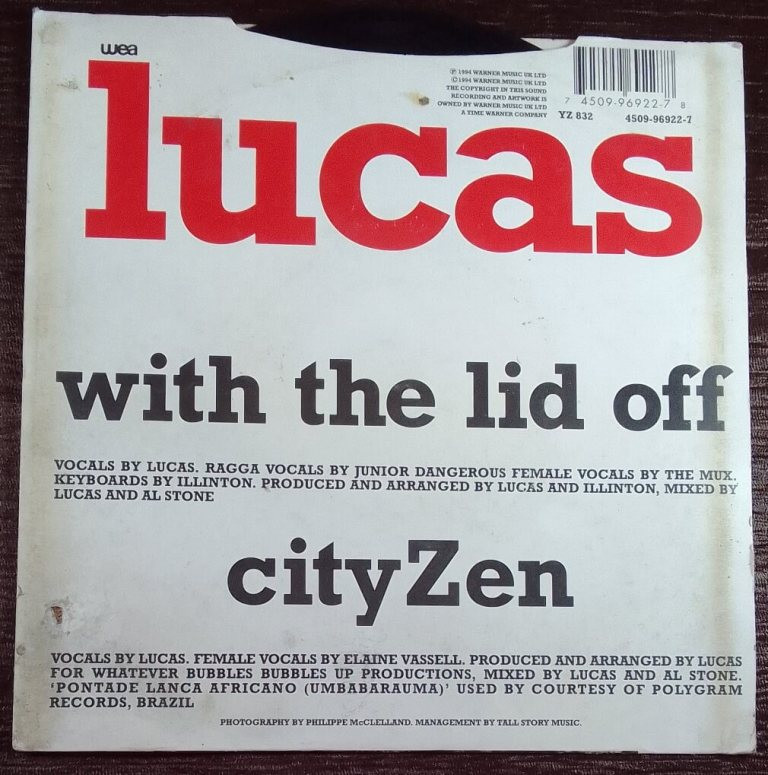 wea
℗ 1994 WARNER MUSIC UK LTD
© 1994 WARNER MUSIC UK LTD
THE COPYRIGHT IN THIS SOUND
RECORDING AND ARTWORK IS
OWNED BY WARNER MUSIC UK LTD
A TIME WARNER COMPANY
7 4509-96922-7 8
YZ 832 4509-96922-7
lucas
with the lid off
VOCALS BY LUCAS. RAGGA VOCALS BY JUNIOR DANGEROUS FEMALE VOCALS BY THE MUX.
KEYBOARDS BY ILLINTON. PRODUCED AND ARRANGED BY LUCAS AND ILLINTON, MIXED BY
LUCAS AND AL STONE
cityZen
VOCALS BY LUCAS. FEMALE VOCALS BY ELAINE VASSELL. PRODUCED AND ARRANGED BY LUCAS
FOR WHATEVER BUBBLES BUBBLES UP PRODUCTIONS, MIXED BY LUCAS AND AL STONE.
'PONTADE LANCA AFRICANO (UMBABARAUMA)' USED BY COURTESY OF POLYGRAM
RECORDS, BRAZIL
PHOTOGRAPHY BY PHILIPPE McCLELLAND. MANAGEMENT BY TALL STORY MUSIC.